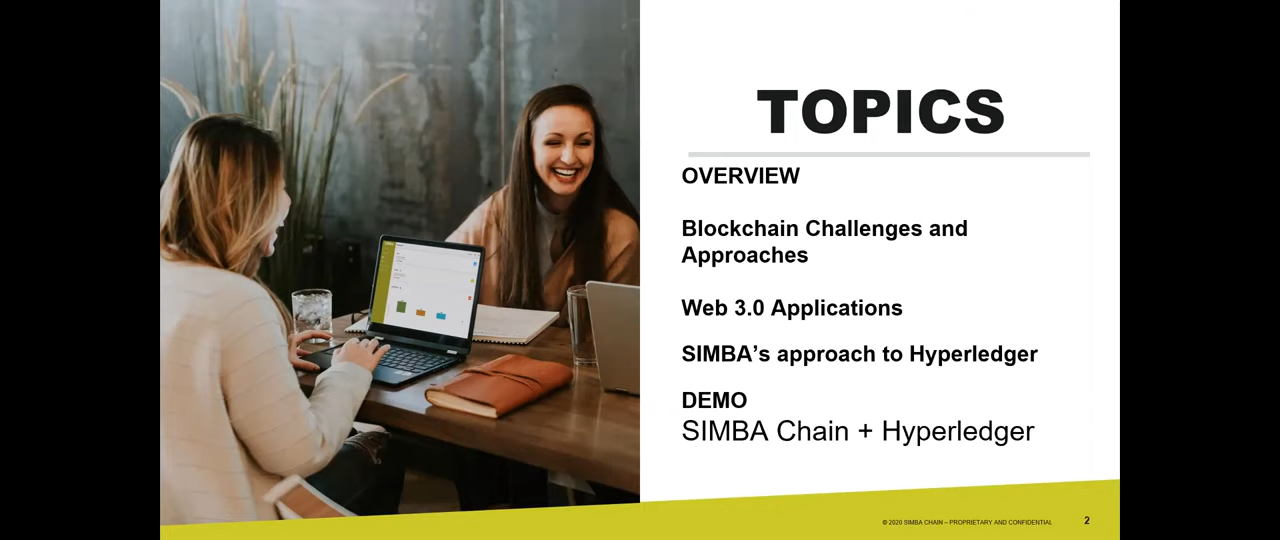 TOPICS
OVERVIEW
Blockchain Challenges and
Approaches
Web 3.0 Applications
SIMBA’s approach to Hyperledger
DEMO
SIMBA Chain + Hyperledger
© 2020 SIMBA CHAIN – PROPRIETARY AND CONFIDENTIAL
2